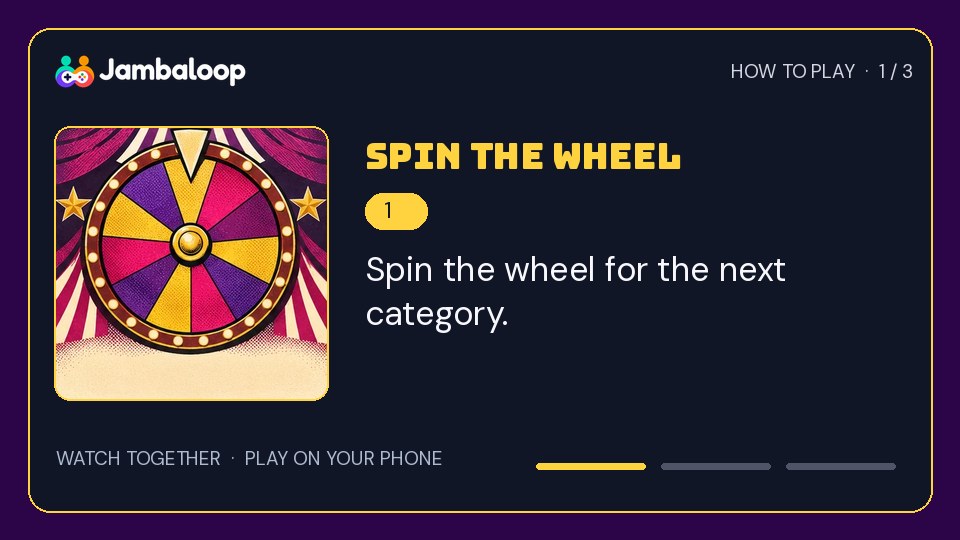 Jambaloop
HOW TO PLAY · 1 / 3
SPIN THE WHEEL
1
Spin the wheel for the next
category.
WATCH TOGETHER · PLAY ON YOUR PHONE